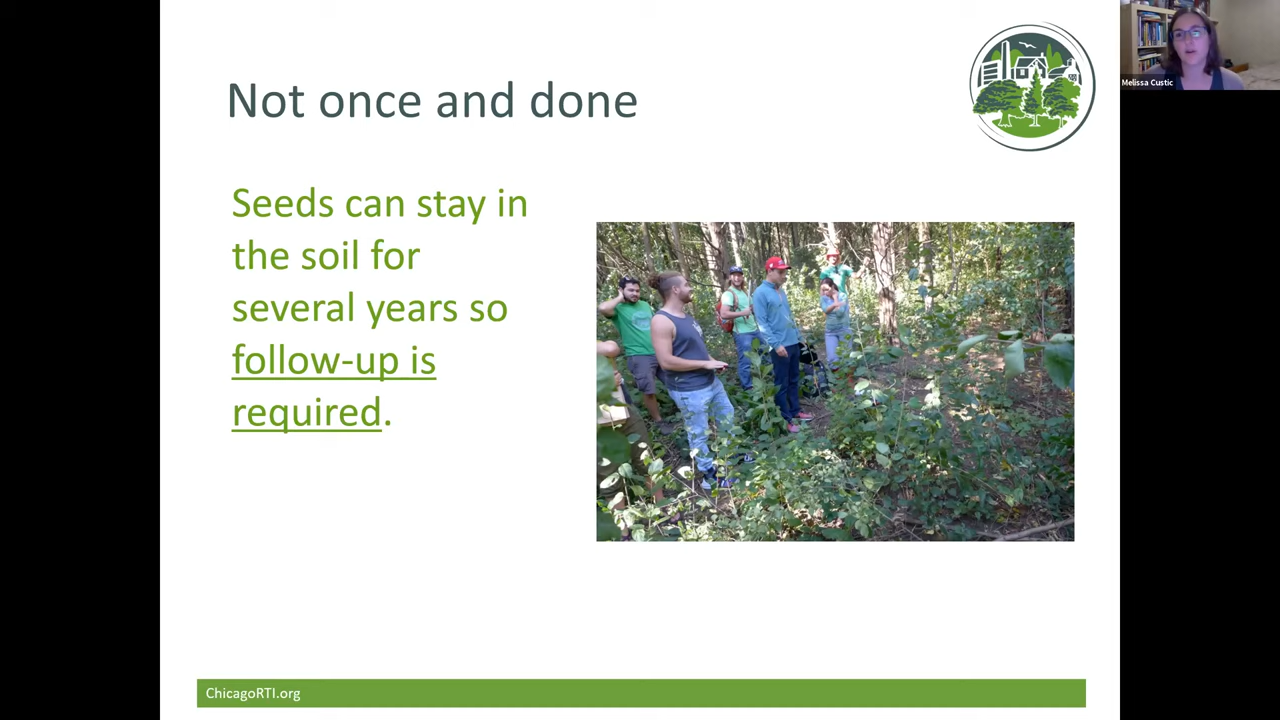 Not once and done
Seeds can stay in
the soil for
several years so
follow-up is
required.
ChicagoRTI.org
Melissa Custic